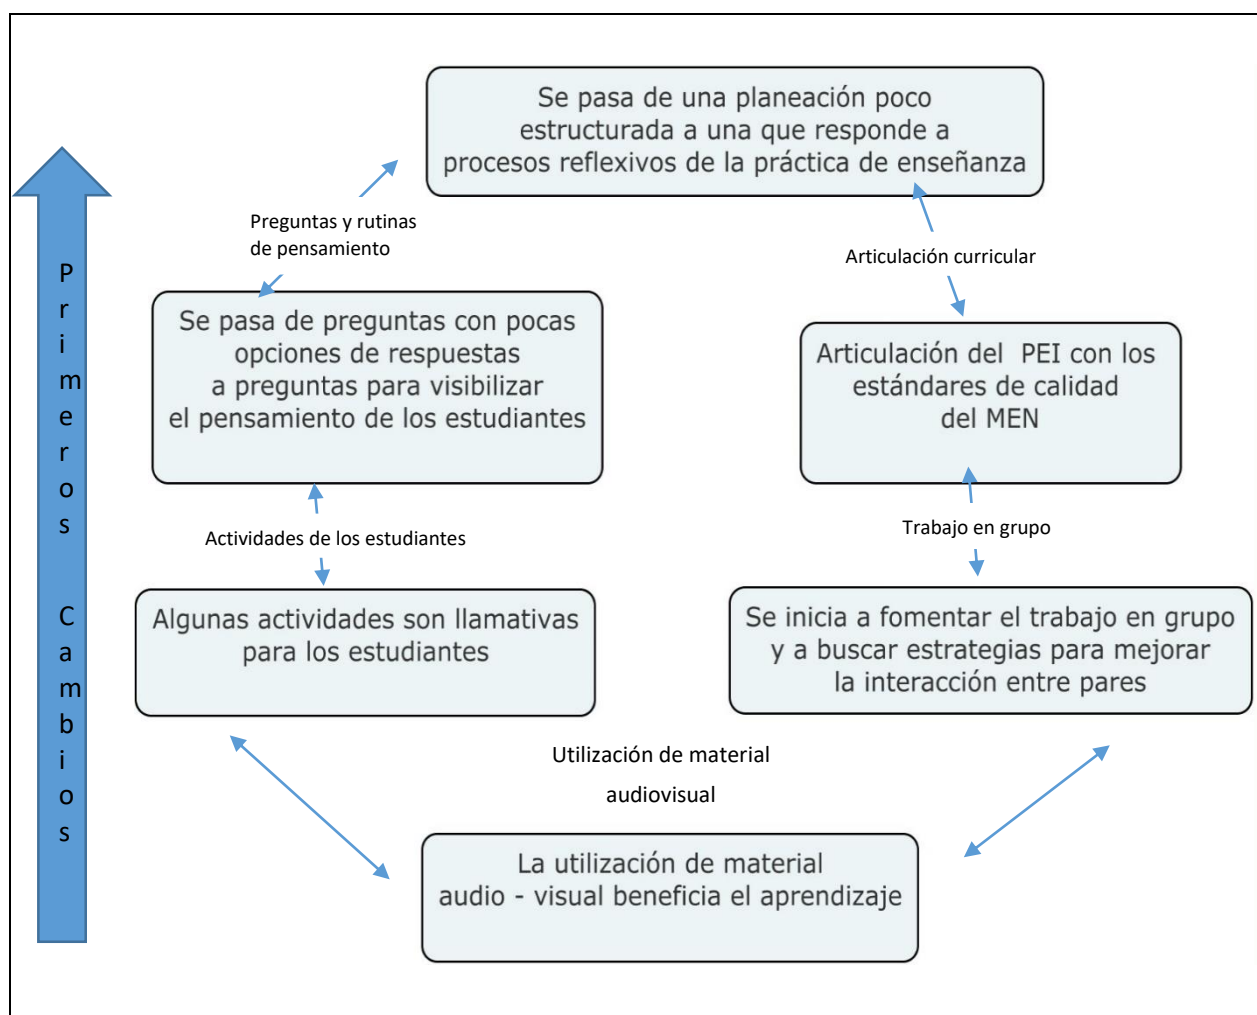 Se pasa de una planeación poco
estructurada a una que responde a
procesos reflexivos de la práctica de enseñanza
Preguntas y rutinas
de pensamiento
Articulación curricular
Primeros Cambios
Se pasa de preguntas con pocas
opciones de respuestas
a preguntas para visibilizar
el pensamiento de los estudiantes
Articulación del PEI con los
estándares de calidad
del MEN
Actividades de los estudiantes
Trabajo en grupo
Algunas actividades son llamativas
para los estudiantes
Se inicia a fomentar el trabajo en grupo
y a buscar estrategias para mejorar
la interacción entre pares
Utilización de material
audiovisual
La utilización de material
audio - visual beneficia el aprendizaje